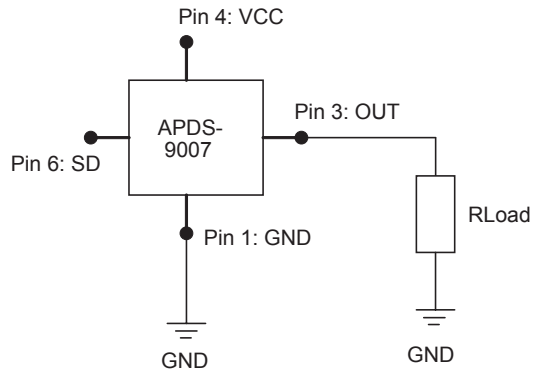 Pin 4: VCC
APDS-
9007
Pin 3: OUT
Pin 6: SD
RLoad
Pin 1: GND
GND
GND